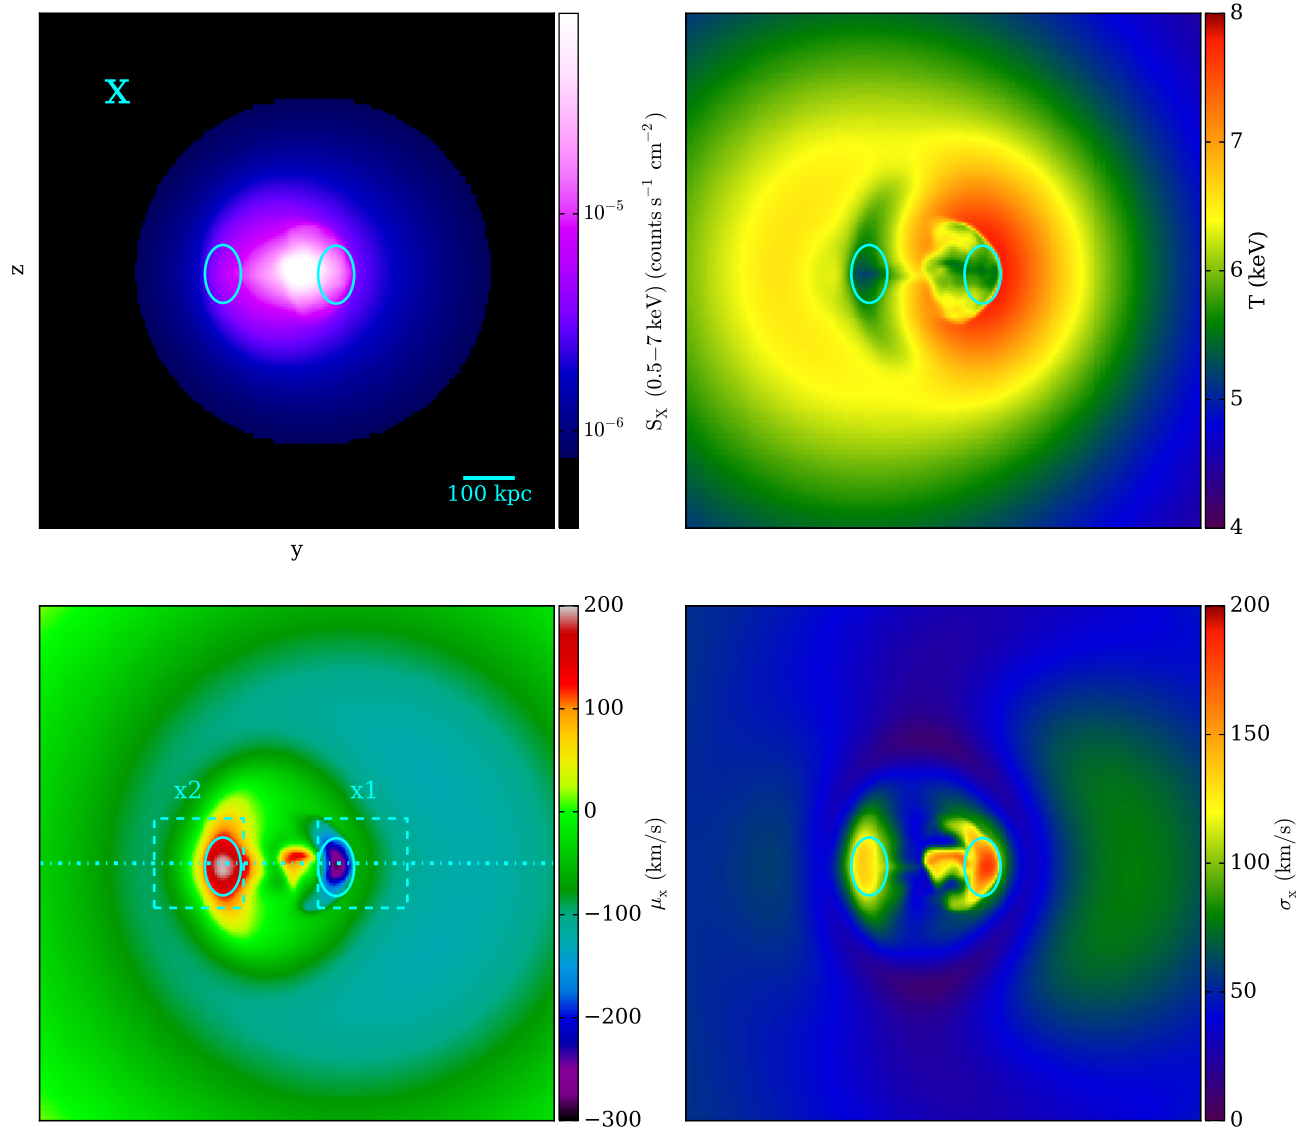 x
100 kpc
z
y
10⁻⁵
10⁻⁶
S_X (0.5−7 keV) (counts s⁻¹ cm⁻²)
8
7
6
5
4
T (keV)
x2
x1
200
100
0
−100
−200
−300
μ_x (km/s)
200
150
100
50
0
σ_x (km/s)